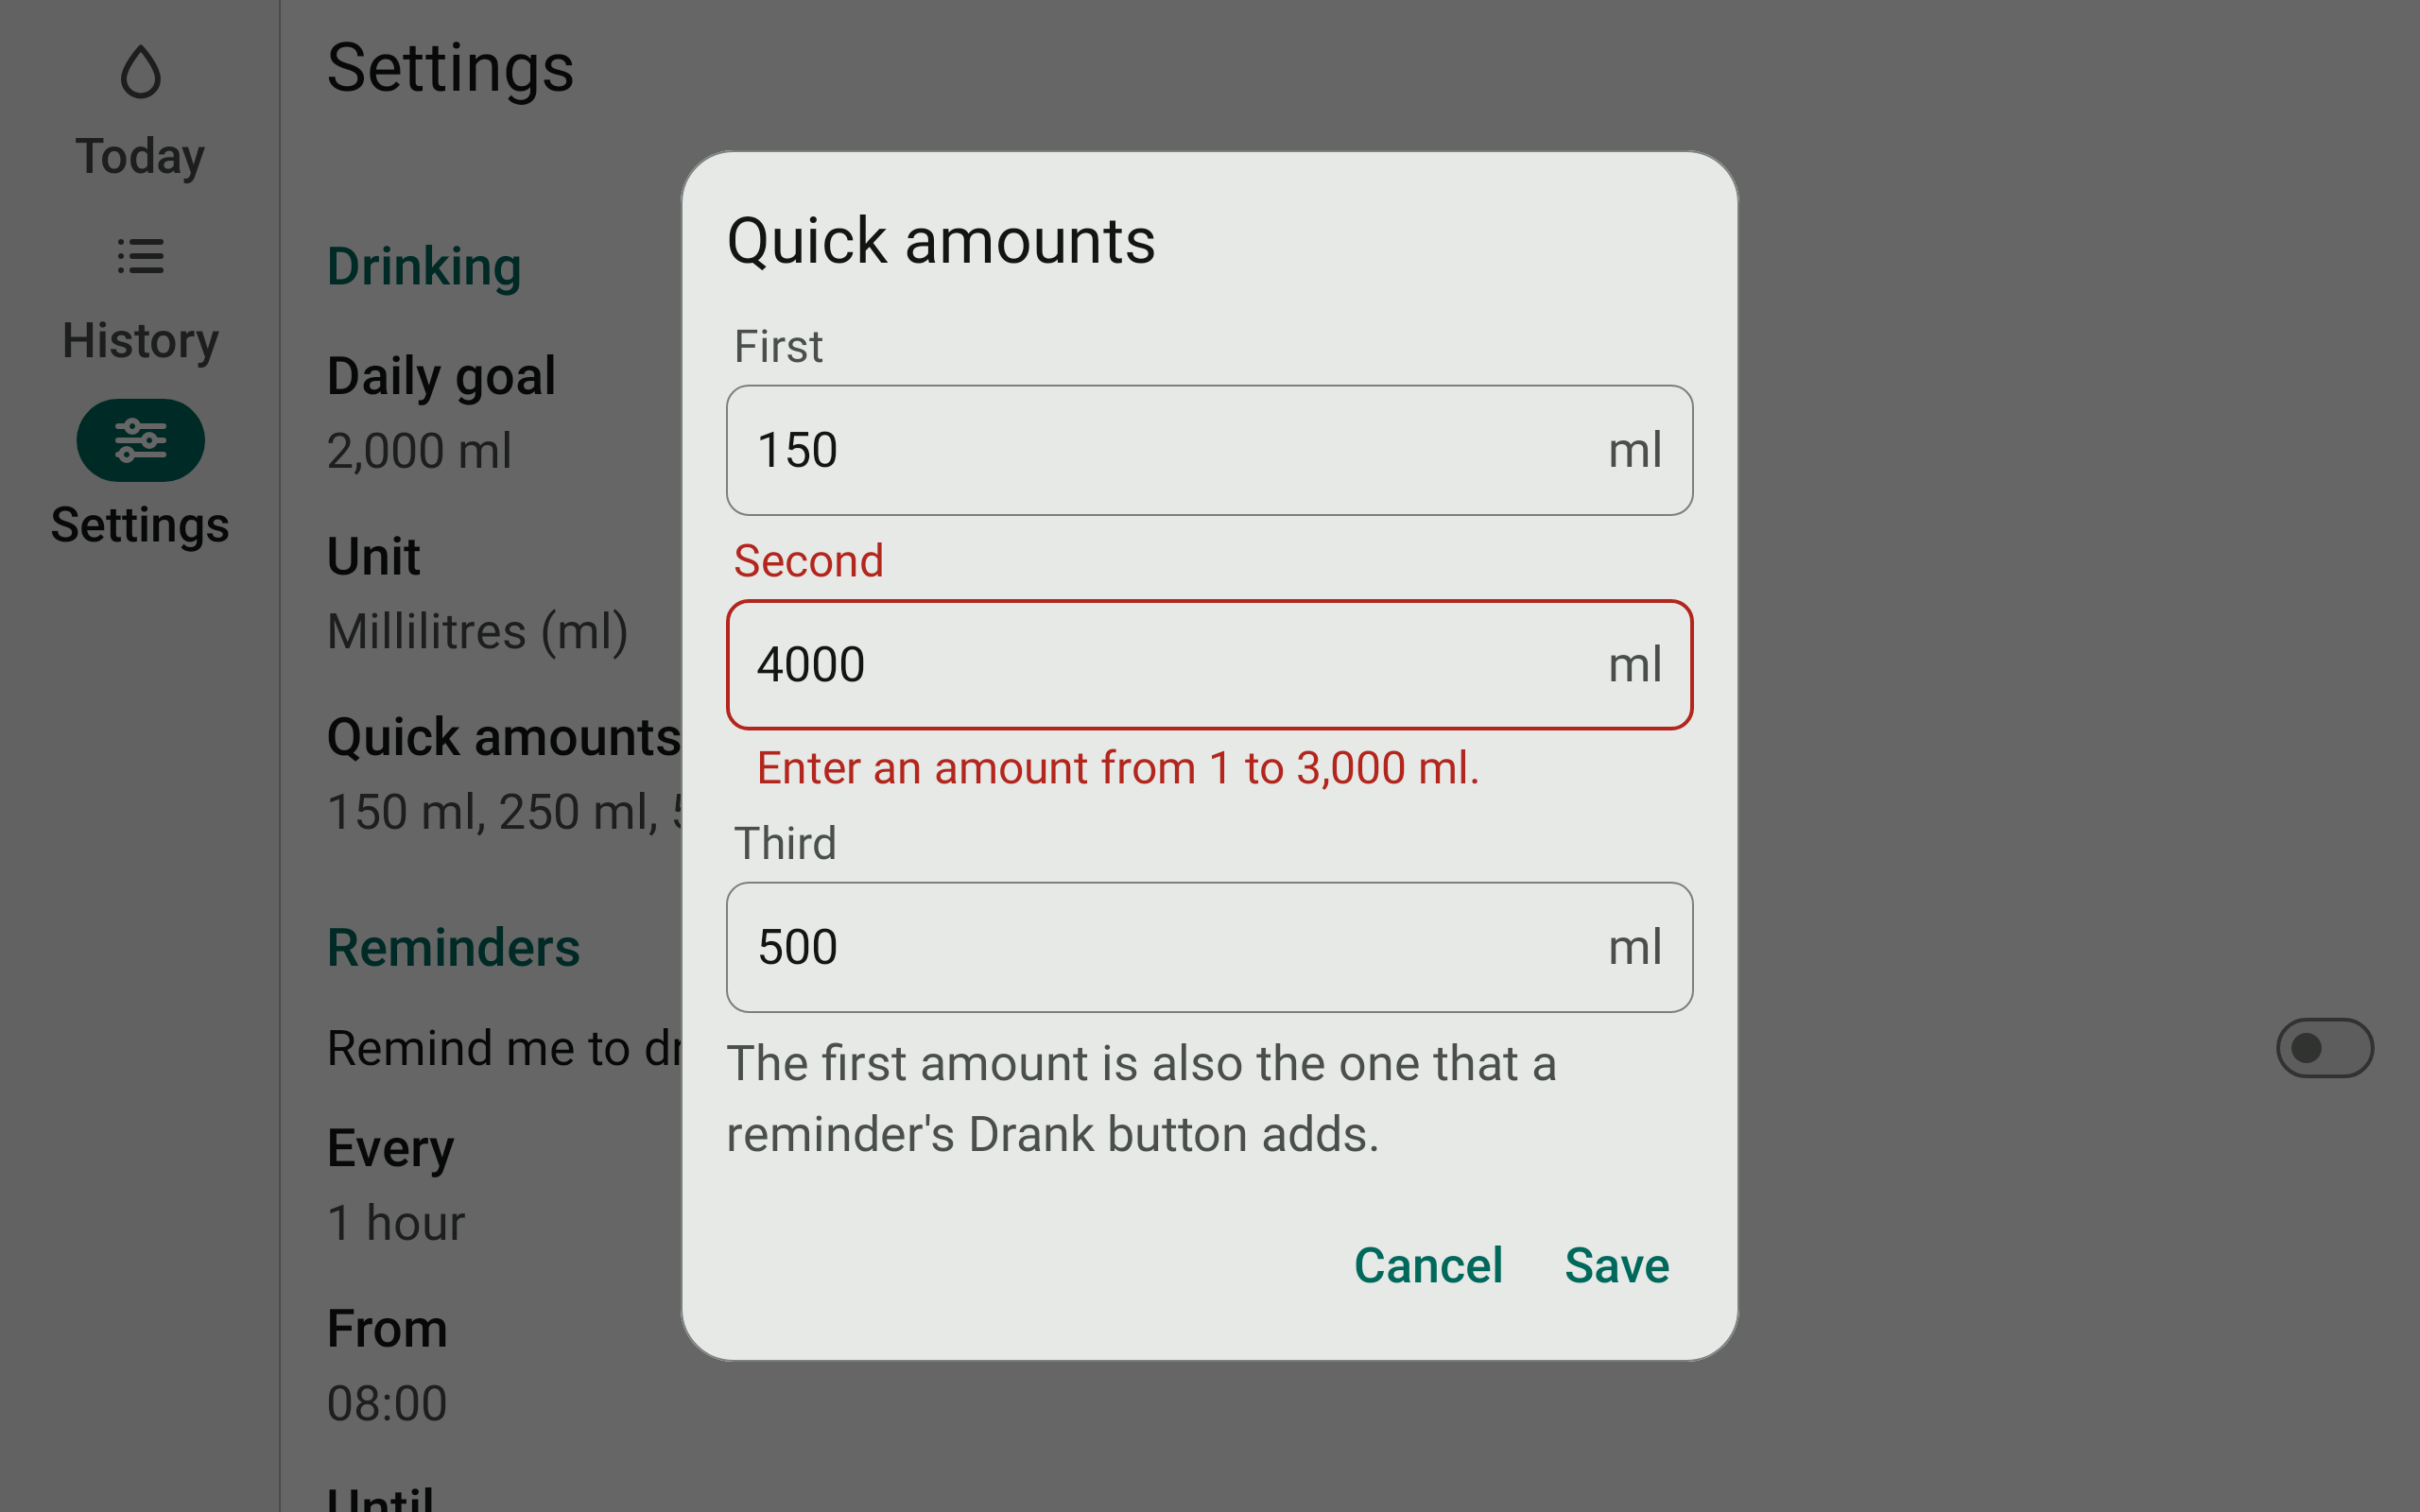 Today
History
Settings
Settings
Drinking
Daily goal
2,000 ml
Unit
Millilitres (ml)
Quick amounts
150 ml, 250 ml,
Reminders
Remind me to
Every
1 hour
From
08:00
Until
Quick amounts
First
150 ml
Second
4000 ml
Enter an amount from 1 to 3,000 ml.
Third
500 ml
The first amount is also the one that a
reminder's Drank button adds.
Cancel Save